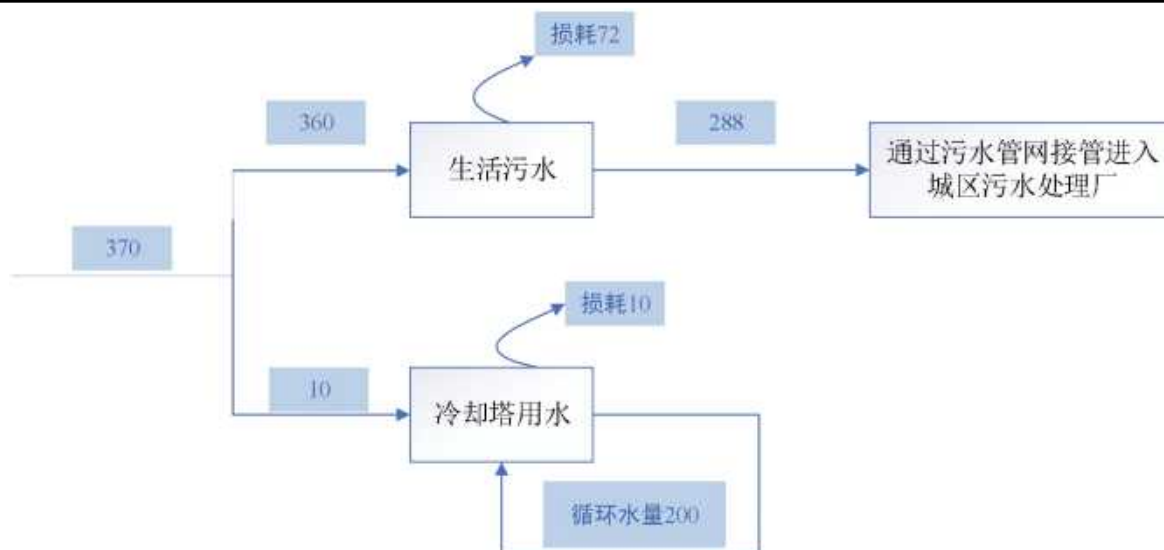 损耗72
360
288
生活污水
通过污水管网接管进入
城区污水处理厂
370
损耗10
10
冷却塔用水
循环水量200